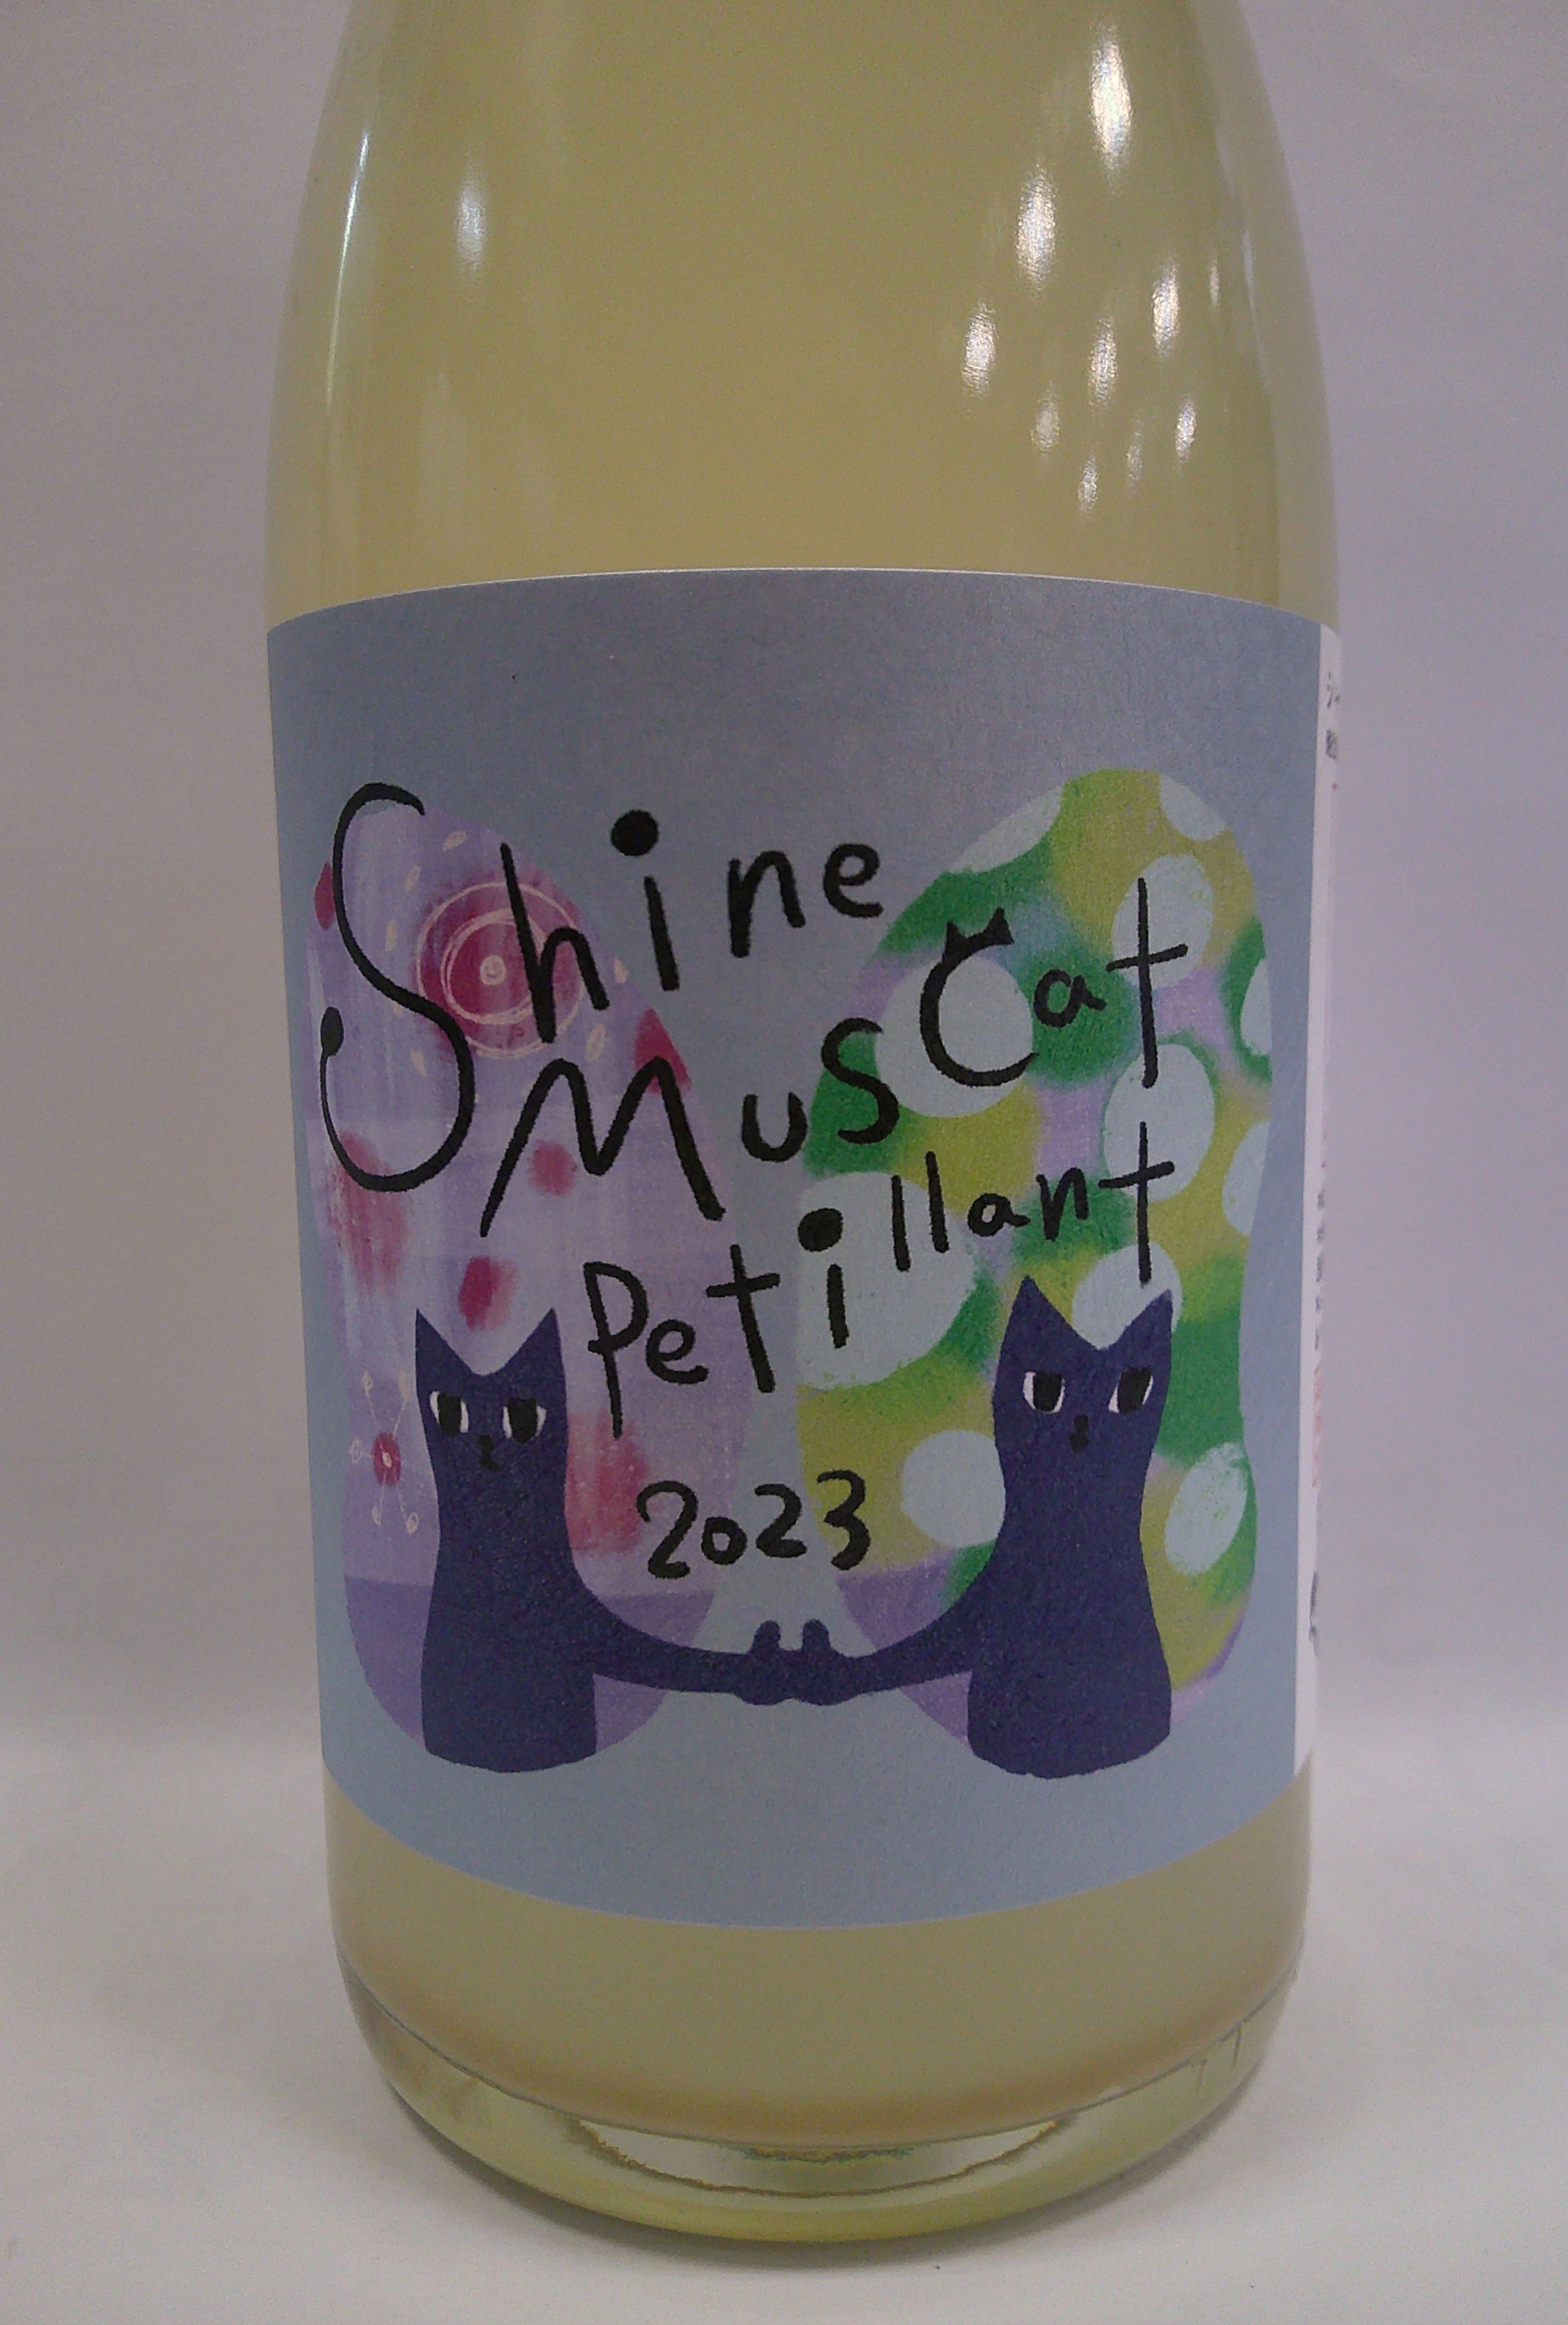 Shine
MusCat
Petillant
2023